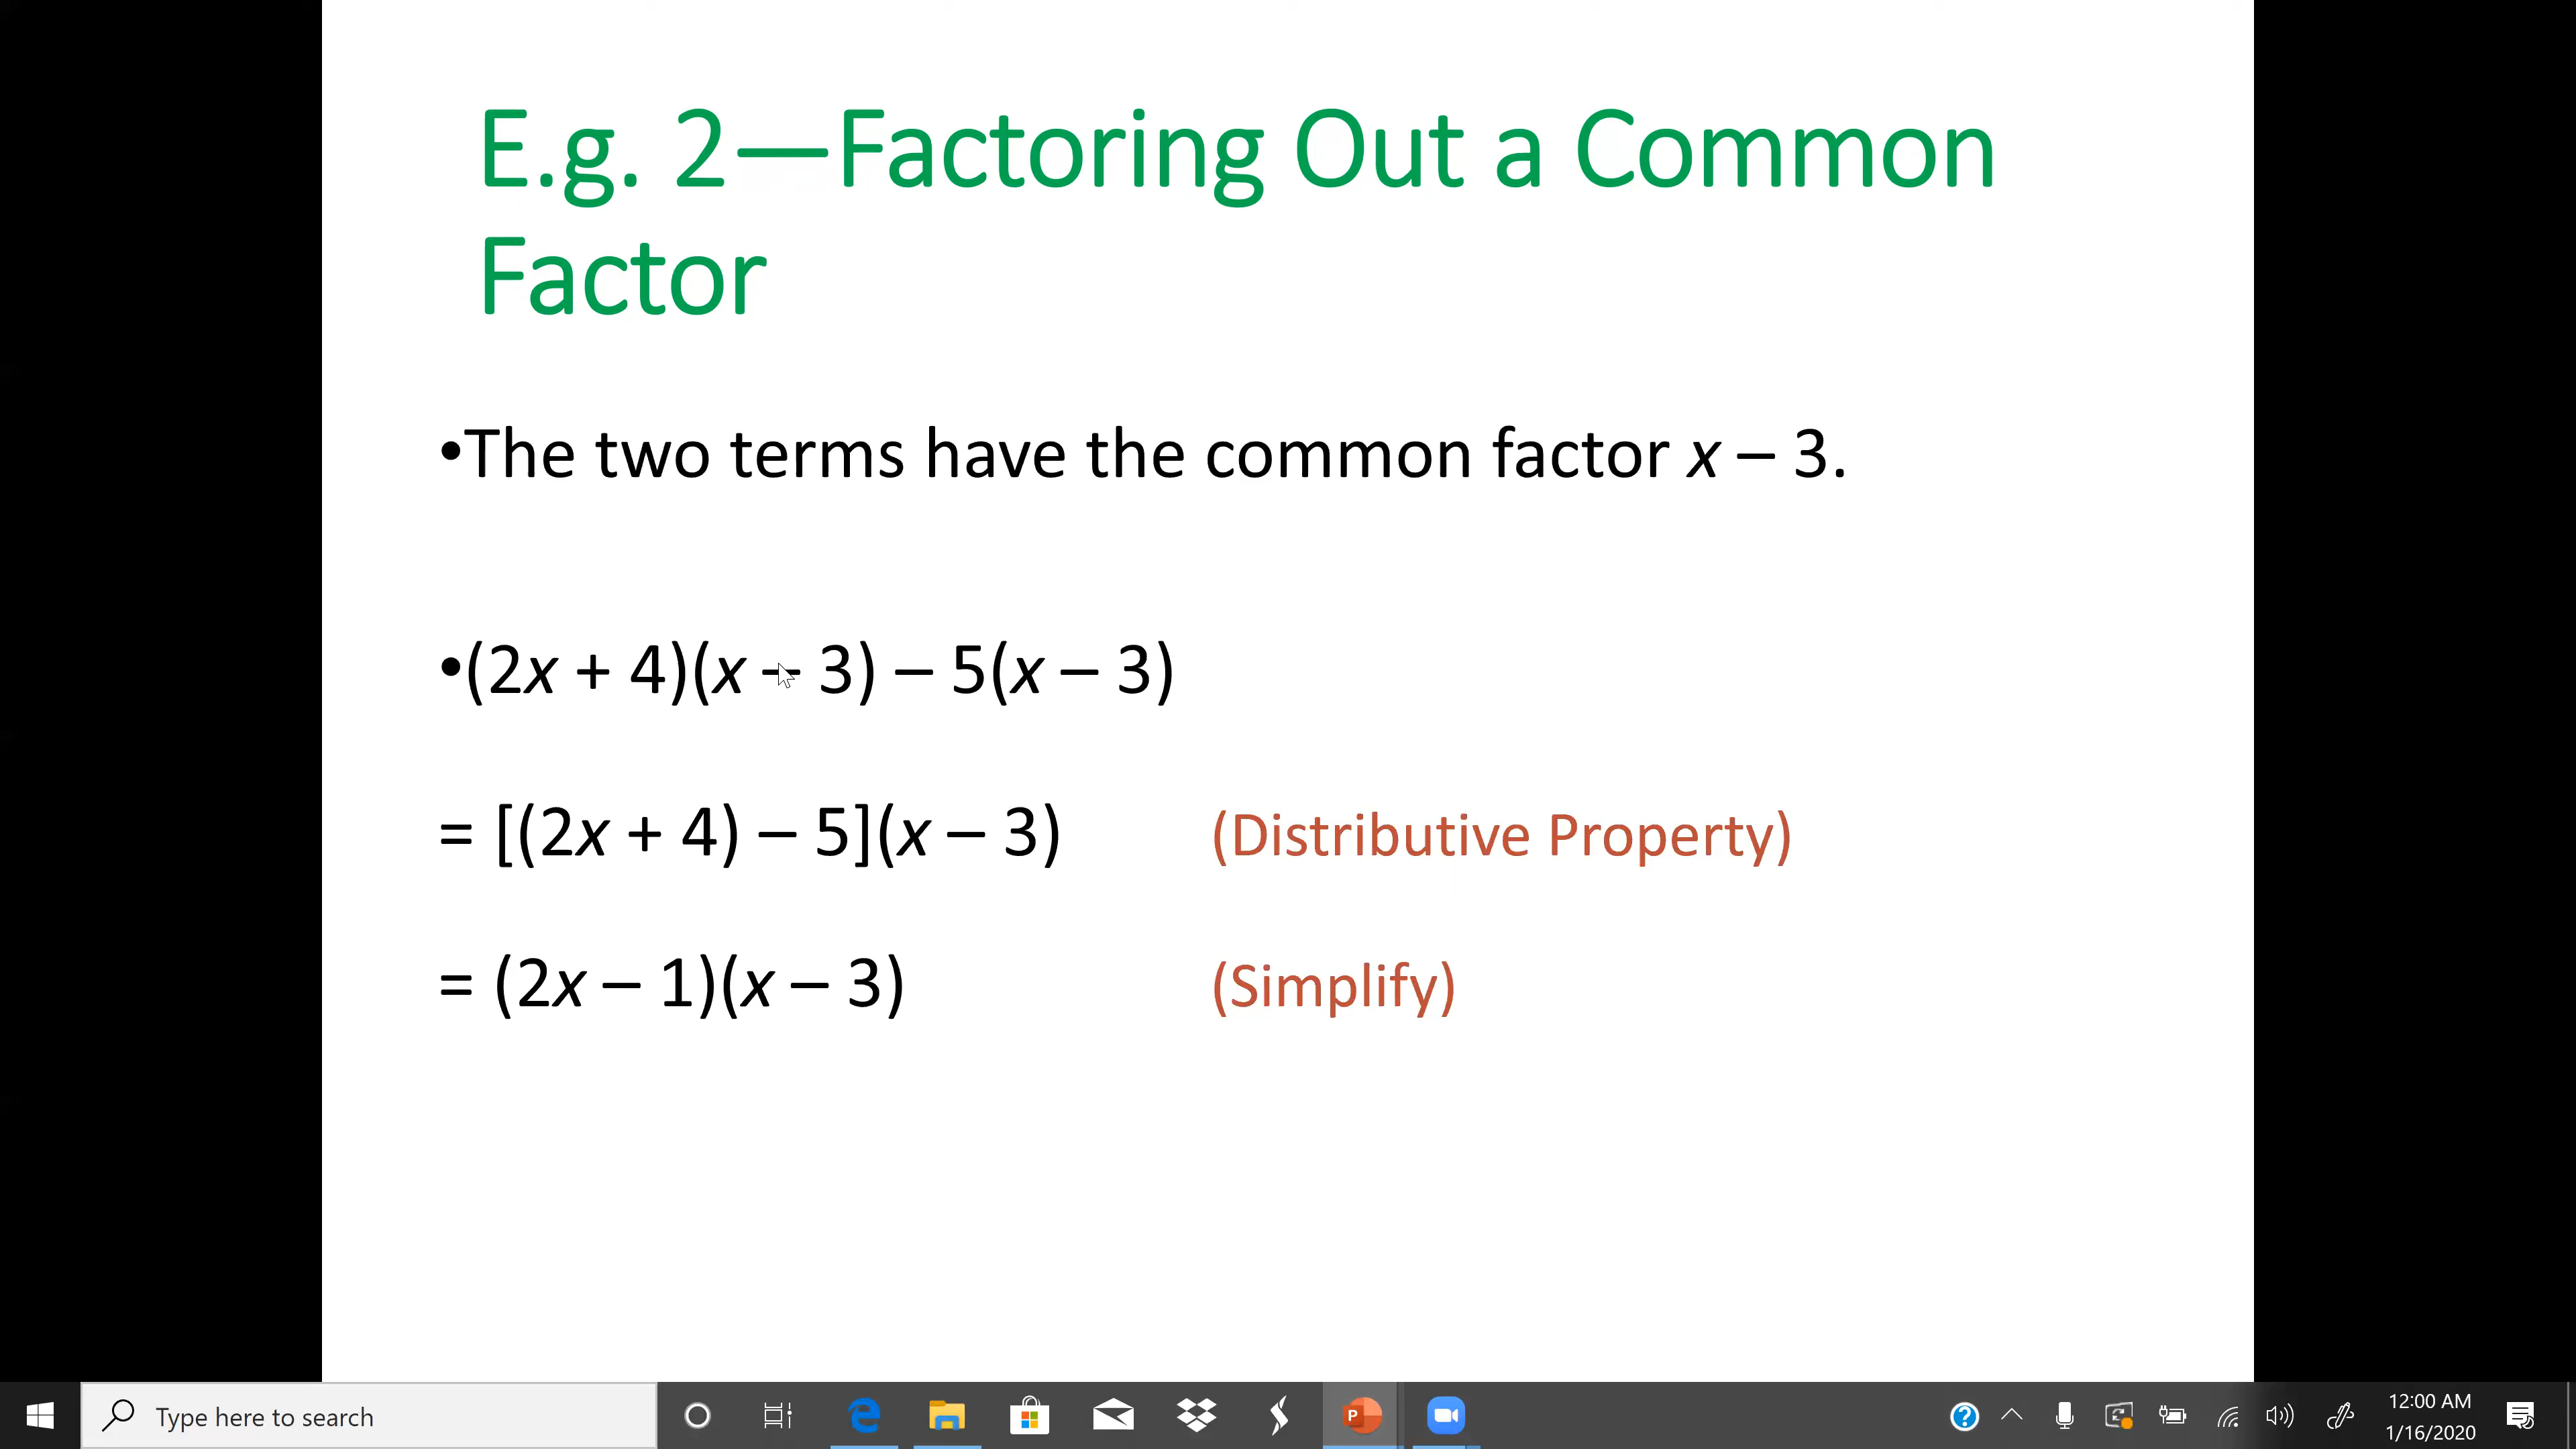 E.g. 2—Factoring Out a Common
Factor
•The two terms have the common factor x – 3.
•(2x + 4)(x – 3) – 5(x – 3)
= [(2x + 4) – 5](x – 3) (Distributive Property)
= (2x – 1)(x – 3) (Simplify)
Type here to search
12:00 AM
1/16/2020